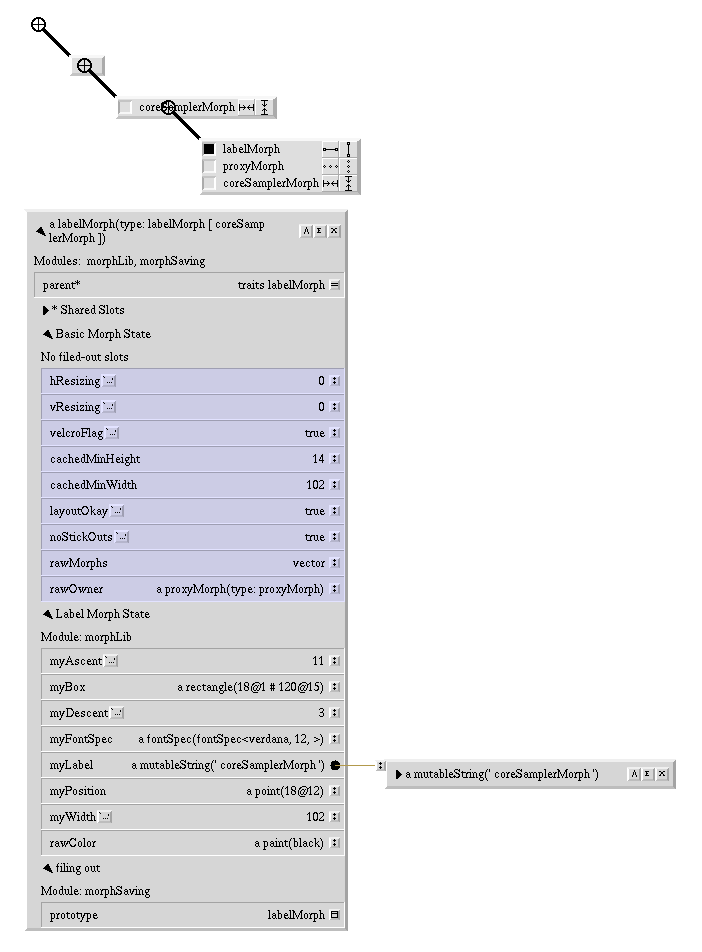 coreSamplerMorph
labelMorph
proxyMorph
coreSamplerMorph
a labelMorph(type: labelMorph [ coreSamp
lerMorph ])
A E X
Modules: morphLib, morphSaving
parent* traits labelMorph =
* Shared Slots
Basic Morph State
No filed-out slots
hResizing '...' 0 :
vResizing '...' 0 :
velcroFlag '...' true :
cachedMinHeight 14 :
cachedMinWidth 102 :
layoutOkay '...' true :
noStickOuts '...' true :
rawMorphs vector :
rawOwner a proxyMorph(type: proxyMorph) :
Label Morph State
Module: morphLib
myAscent '...' 11 :
myBox a rectangle(18@1 # 120@15) :
myDescent '...' 3 :
myFontSpec a fontSpec(fontSpec<verdana, 12, >) :
myLabel a mutableString(' coreSamplerMorph ')
: a mutableString(' coreSamplerMorph ') A E X
myPosition a point(18@12) :
myWidth '...' 102 :
rawColor a paint(black) :
filing out
Module: morphSaving
prototype labelMorph